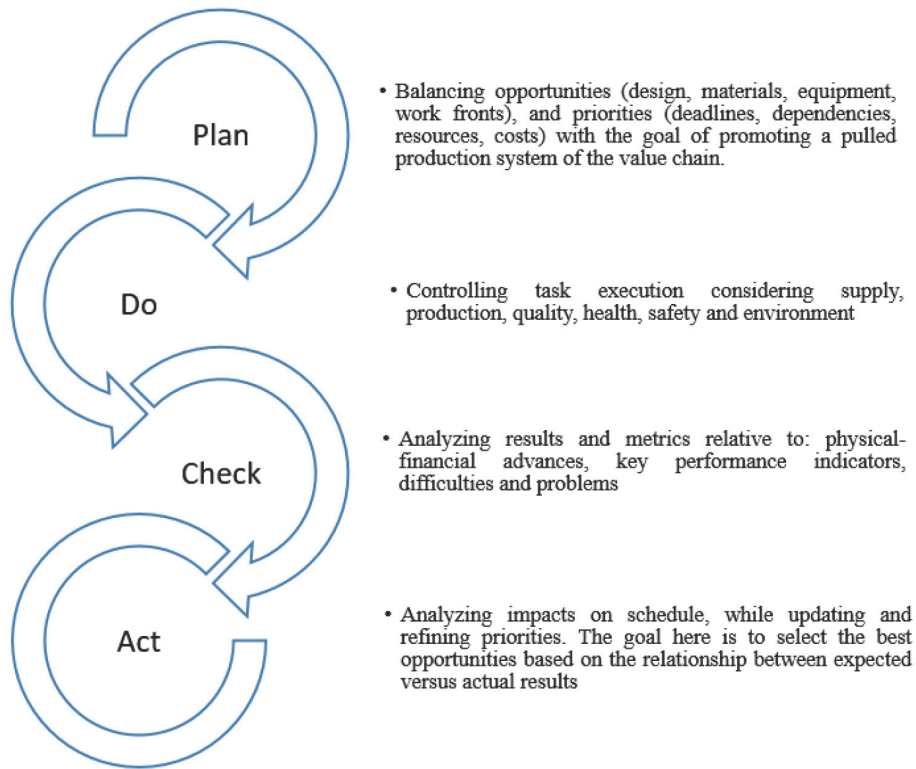 Plan
• Balancing opportunities (design, materials, equipment,
work fronts), and priorities (deadlines, dependencies,
resources, costs) with the goal of promoting a pulled
production system of the value chain.
Do
• Controlling task execution considering supply,
production, quality, health, safety and environment
Check
• Analyzing results and metrics relative to: physical-
financial advances, key performance indicators,
difficulties and problems
Act
• Analyzing impacts on schedule, while updating and
refining priorities. The goal here is to select the best
opportunities based on the relationship between expected
versus actual results